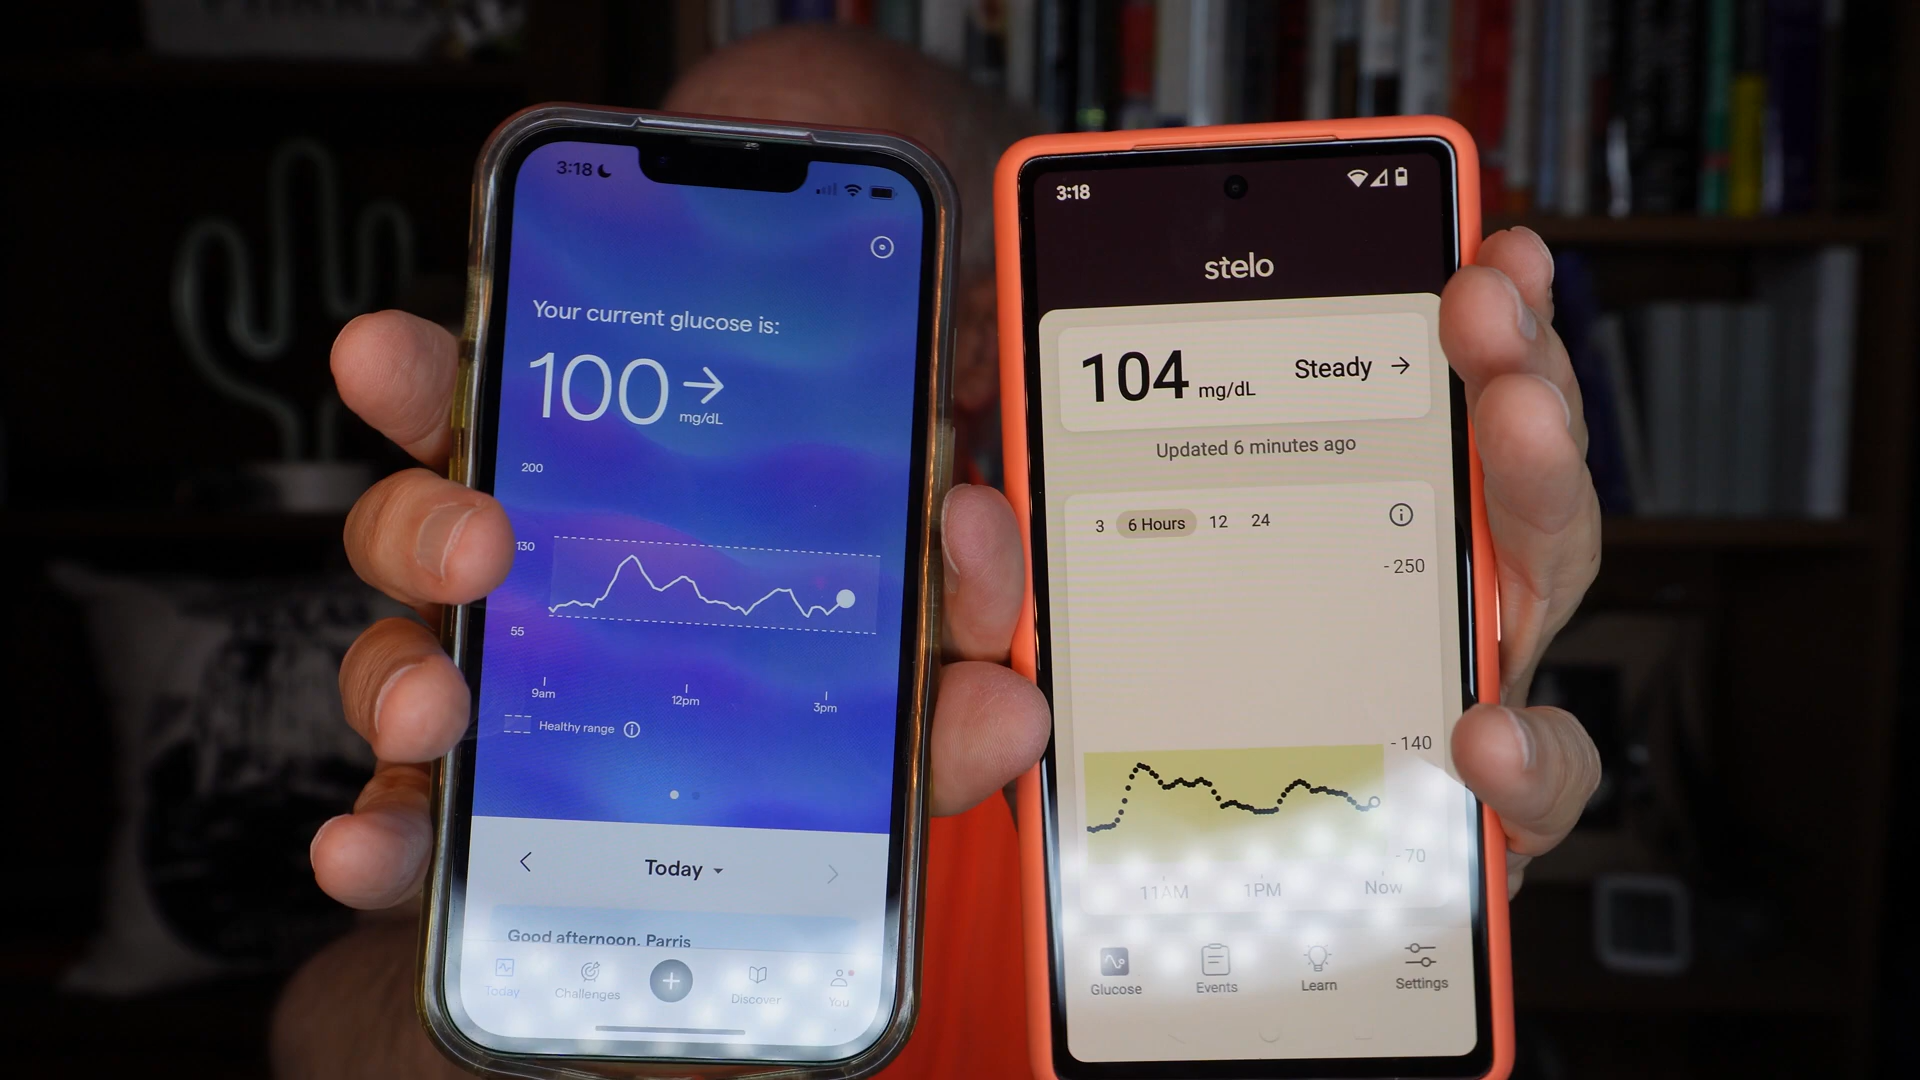 3:18
Your current glucose is:
100
mg/dL
200
130
55
9am
12pm
3pm
Healthy range
Today
Good afternoon, Parris
Today
Challenges
Discover
You
3:18
stelo
104 mg/dL Steady
Updated 6 minutes ago
3 6 Hours 12 24
- 250
- 140
- 70
11AM 1PM Now
Glucose Events Learn Settings